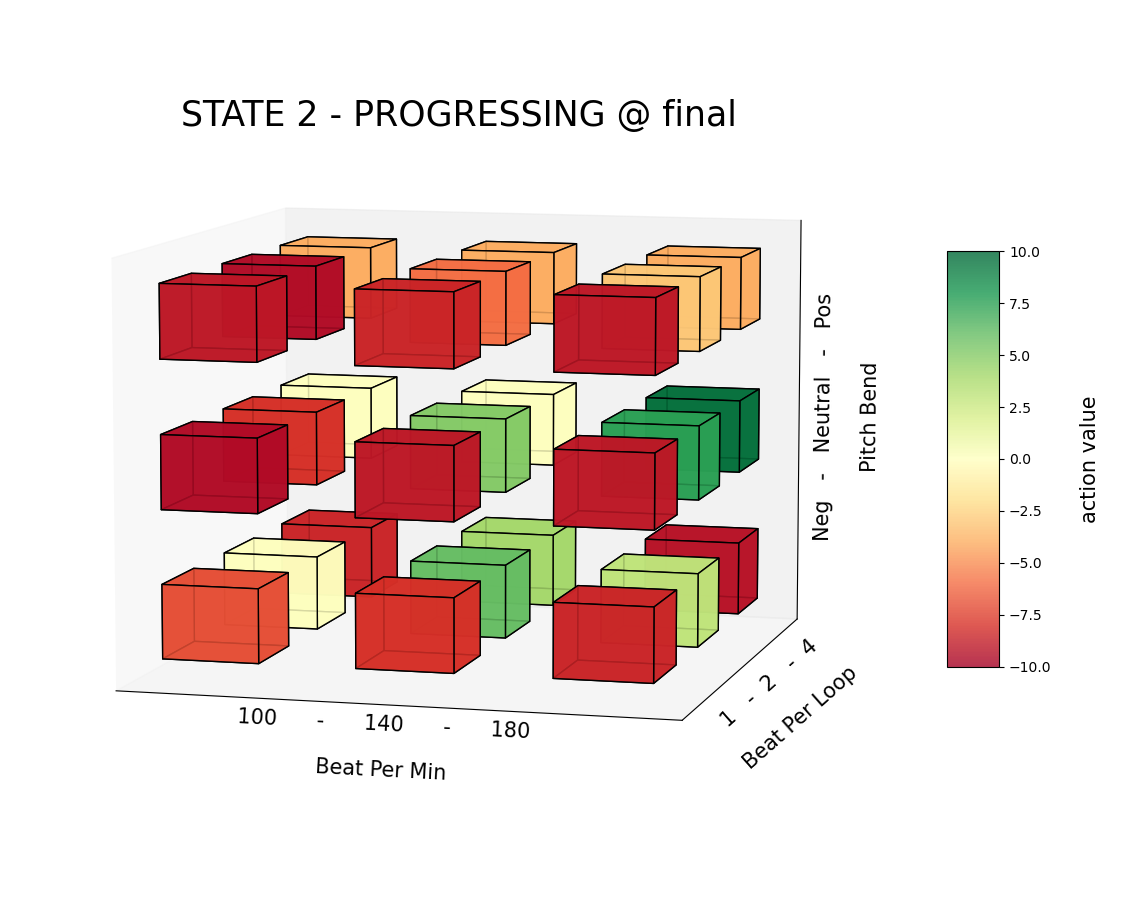 STATE 2 - PROGRESSING @ final
Neg - Neutral - Pos
Pitch Bend
100 - 140 - 180
Beat Per Min
1 - 2 - 4
Beat Per Loop
10.0
7.5
5.0
2.5
0.0
−2.5
−5.0
−7.5
−10.0
action value